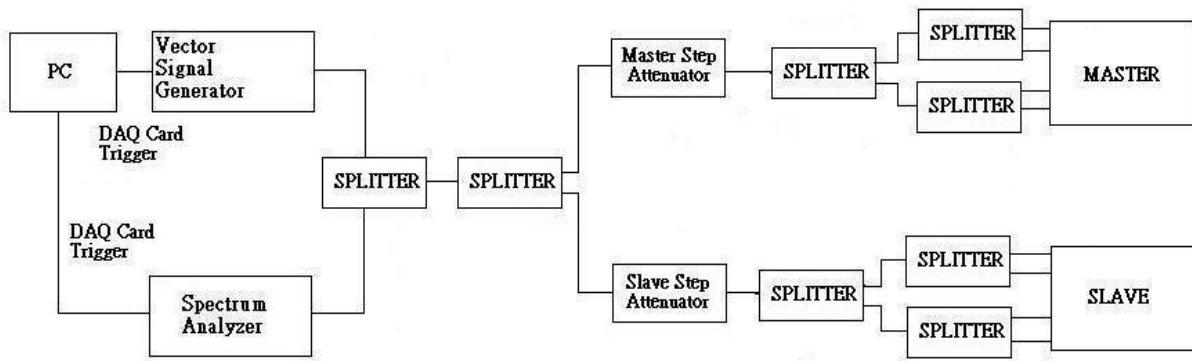 PC
Vector
Signal
Generator
DAQ Card
Trigger
DAQ Card
Trigger
Spectrum
Analyzer
SPLITTER
SPLITTER
Master Step
Attenuator
SPLITTER
SPLITTER
SPLITTER
MASTER
Slave Step
Attenuator
SPLITTER
SPLITTER
SPLITTER
SLAVE